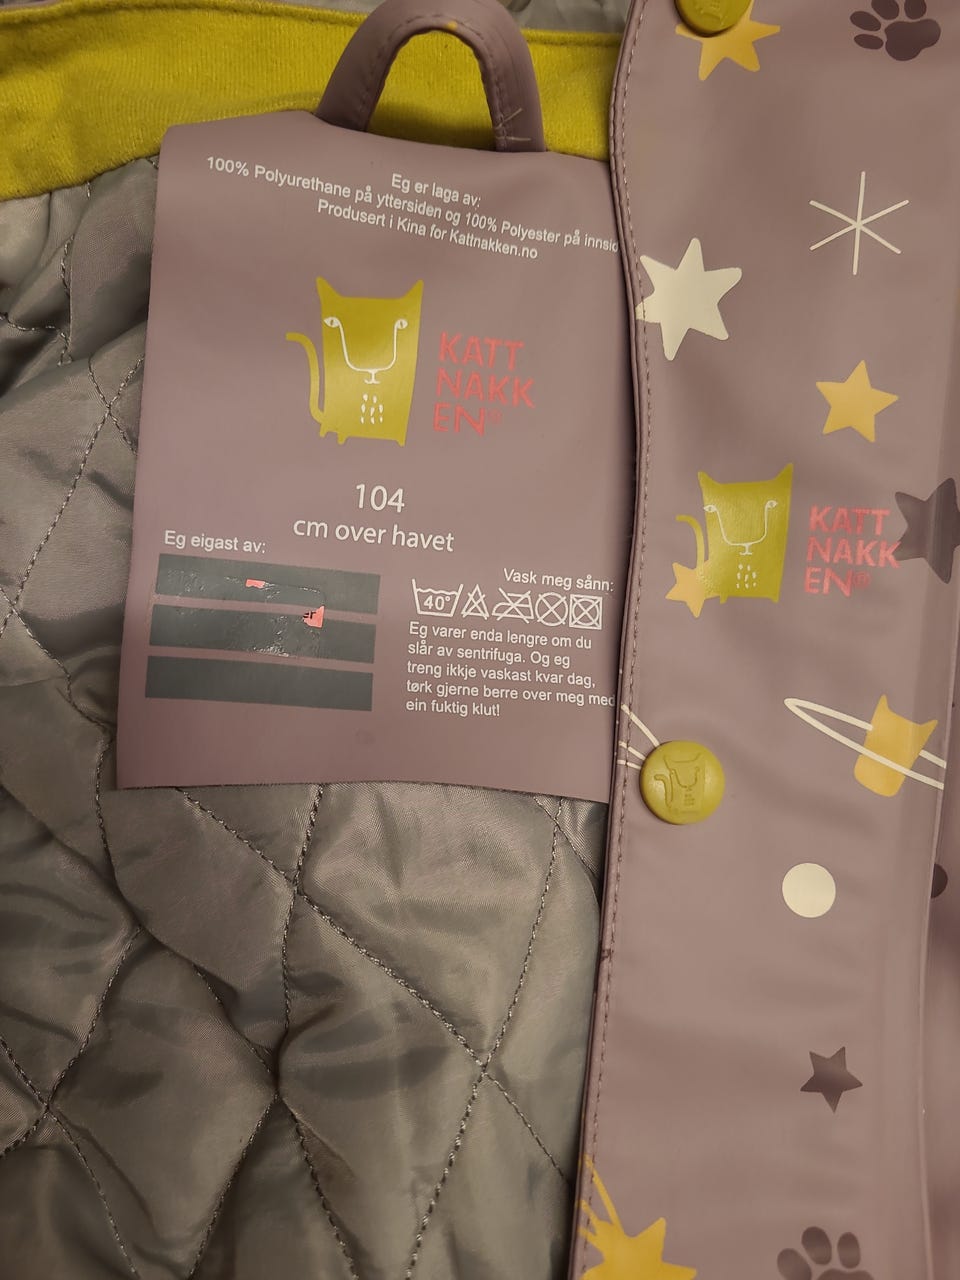 Eg er laga av:
100% Polyurethane på yttersiden og 100% Polyester på innsid
Produsert i Kina for Kattnakken.no
KATT
NAKK
EN®
104
cm over havet
Eg eigast av:
er
Vask meg sånn:
40°
Eg varer enda lengre om du
slår av sentrifuga. Og eg
treng ikkje vaskast kvar dag,
tørk gjerne berre over meg med
ein fuktig klut!
KATT
NAKK
EN®